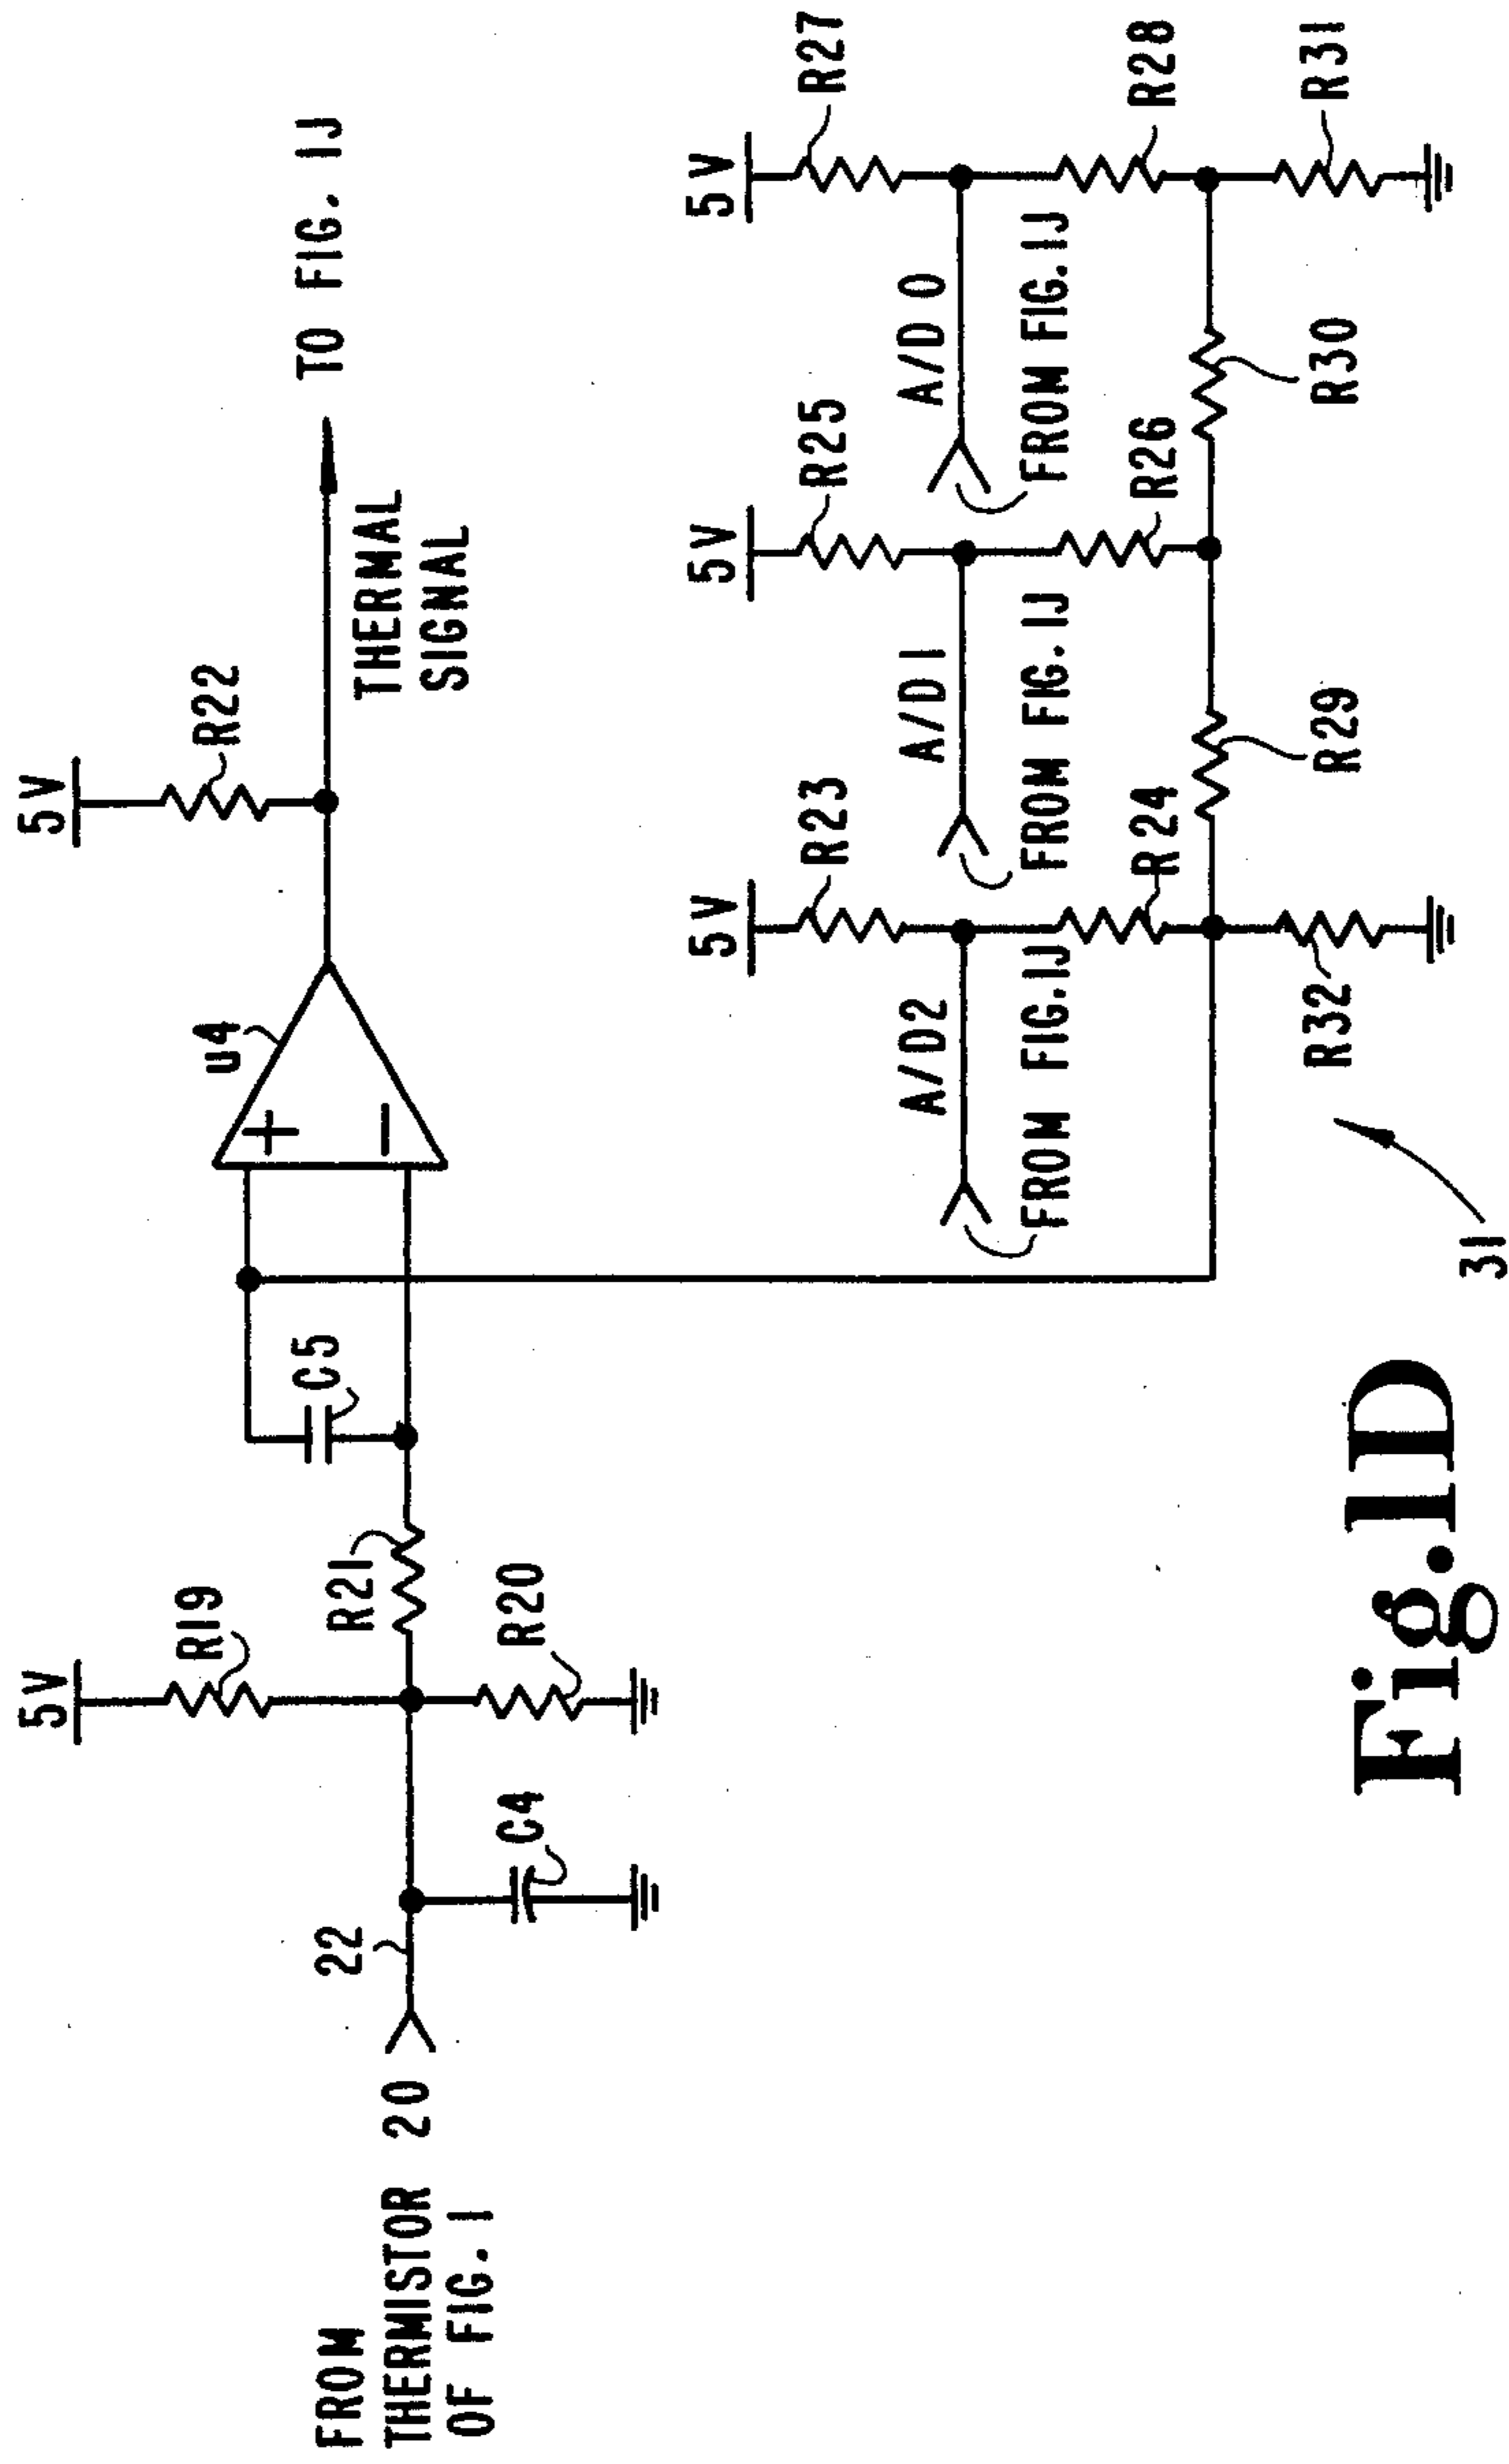 5V
R19
5V
R22
u4
+
−
TO FIG. 1J
THERMAL
SIGNAL
C5
R21
22
FROM
THERMISTOR 20
OF FIG. 1
C4
R20
5V
R23
5V
R25
5V
R27
A/D2
FROM FIG. 1J
A/D 1
FROM FIG. 1J
A/D 0
FROM FIG. 1J
R24
R26
R28
R32
R29
R30
R31
31
Fig. 1D